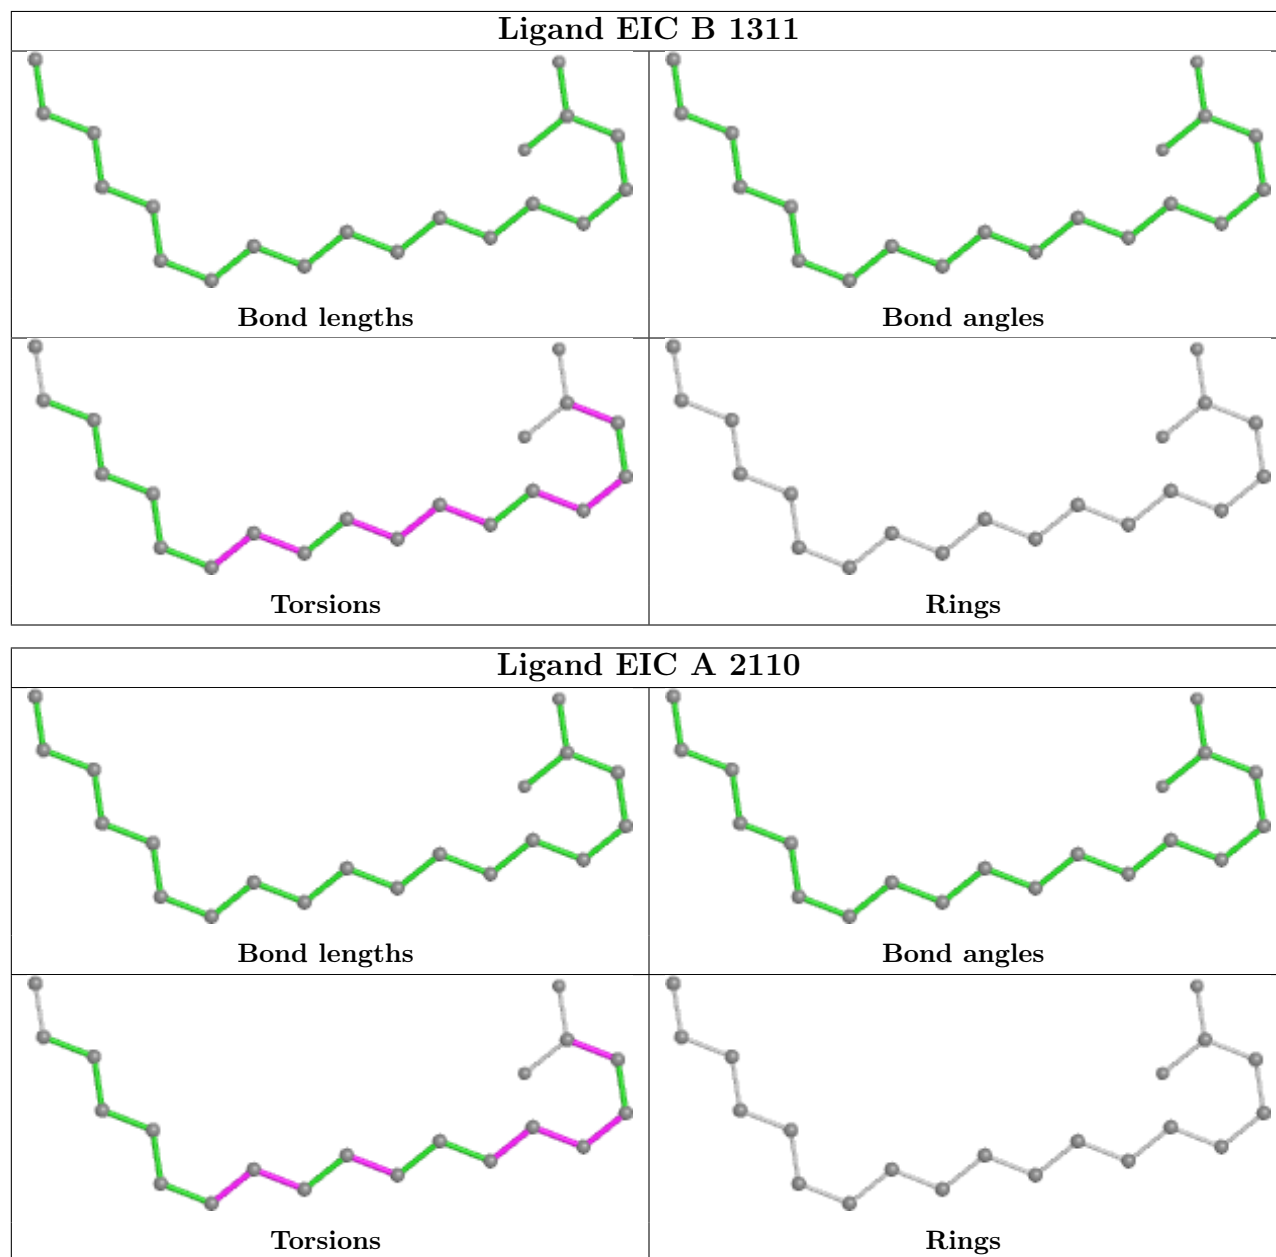 Ligand EIC B 1311
Bond lengths
Bond angles
Torsions
Rings
Ligand EIC A 2110
Bond lengths
Bond angles
Torsions
Rings